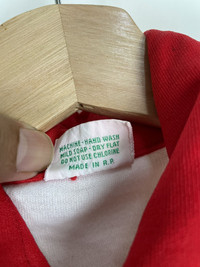 MACHINE - HAND WASH
MILD SOAP - DRY FLAT
DO NOT USE CHLORINE
MADE IN R.P.